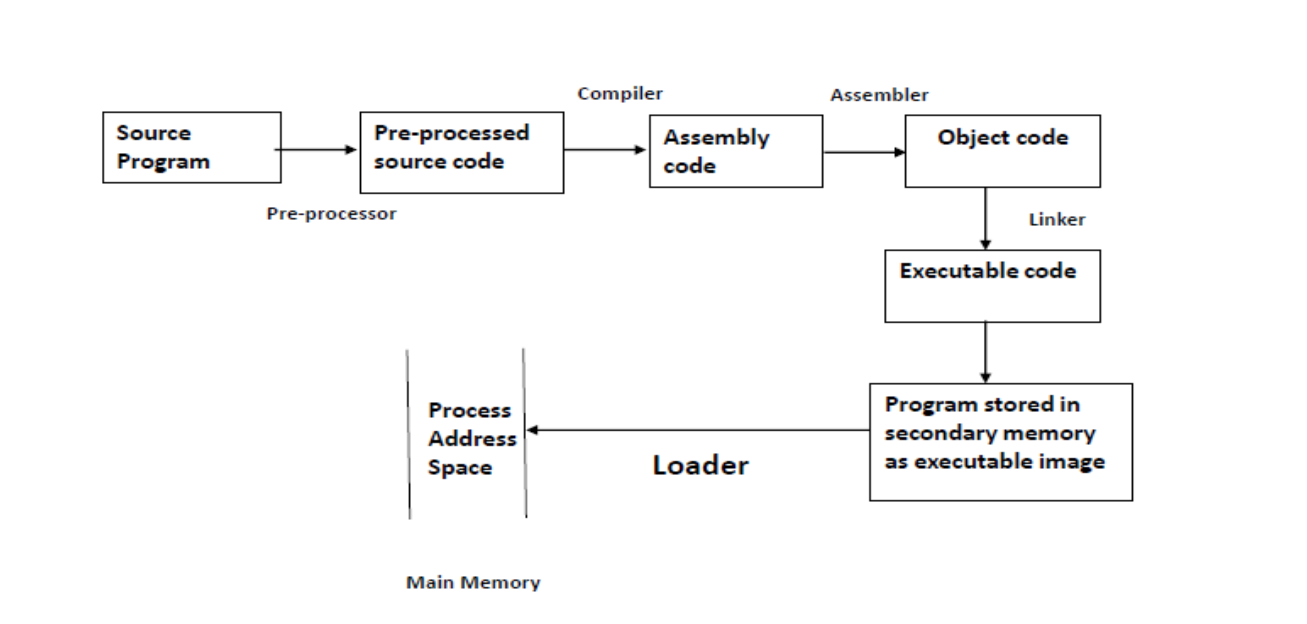 Compiler
Assembler
Source
Program
Pre-processed
source code
Assembly
code
Object code
Pre-processor
Linker
Executable code
Process
Address
Space
Loader
Program stored in
secondary memory
as executable image
Main Memory